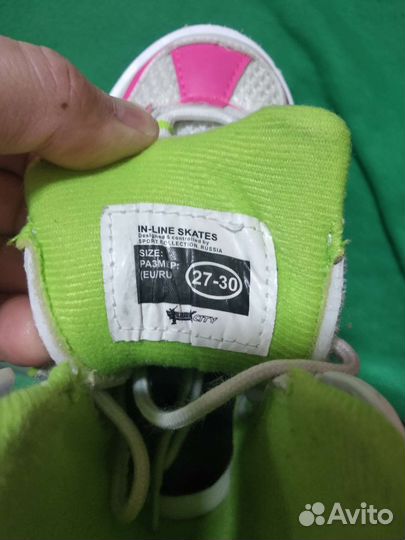 IN-LINE SKATES
Designed & controlled by
SPORT COLLECTION, RUSSIA
SIZE:
РАЗМЕР:
(EU/RU
27-30
CITY
Avito